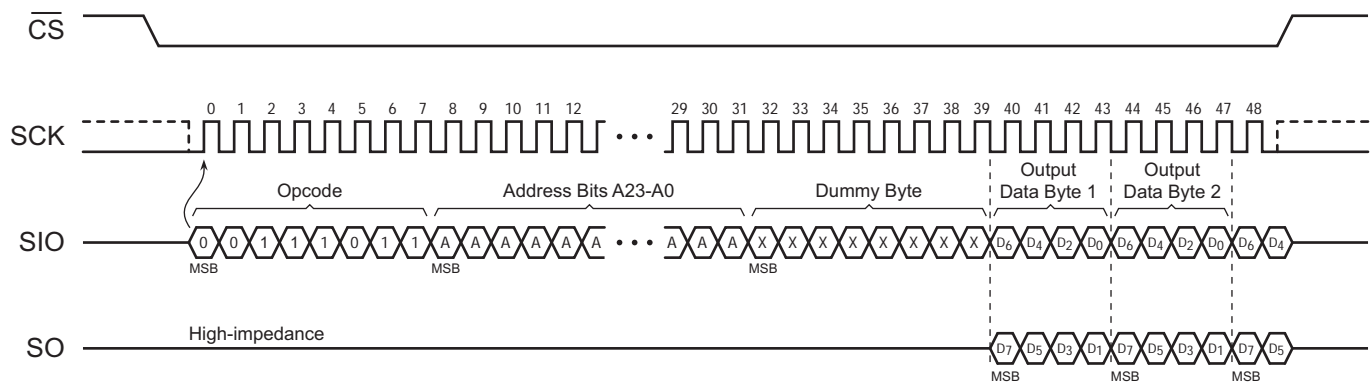 CS
SCK
0 1 2 3 4 5 6 7 8 9 10 11 12 29 30 31 32 33 34 35 36 37 38 39 40 41 42 43 44 45 46 47 48
Opcode Address Bits A23-A0 Dummy Byte Output Data Byte 1 Output Data Byte 2
SIO
0 0 1 1 1 0 1 1 A A A A A A A A A X X X X X X X X D6 D4 D2 D0 D6 D4 D2 D0 D6 D4
MSB MSB MSB
High-impedance
SO
D7 D5 D3 D1 D7 D5 D3 D1 D7 D5
MSB MSB MSB